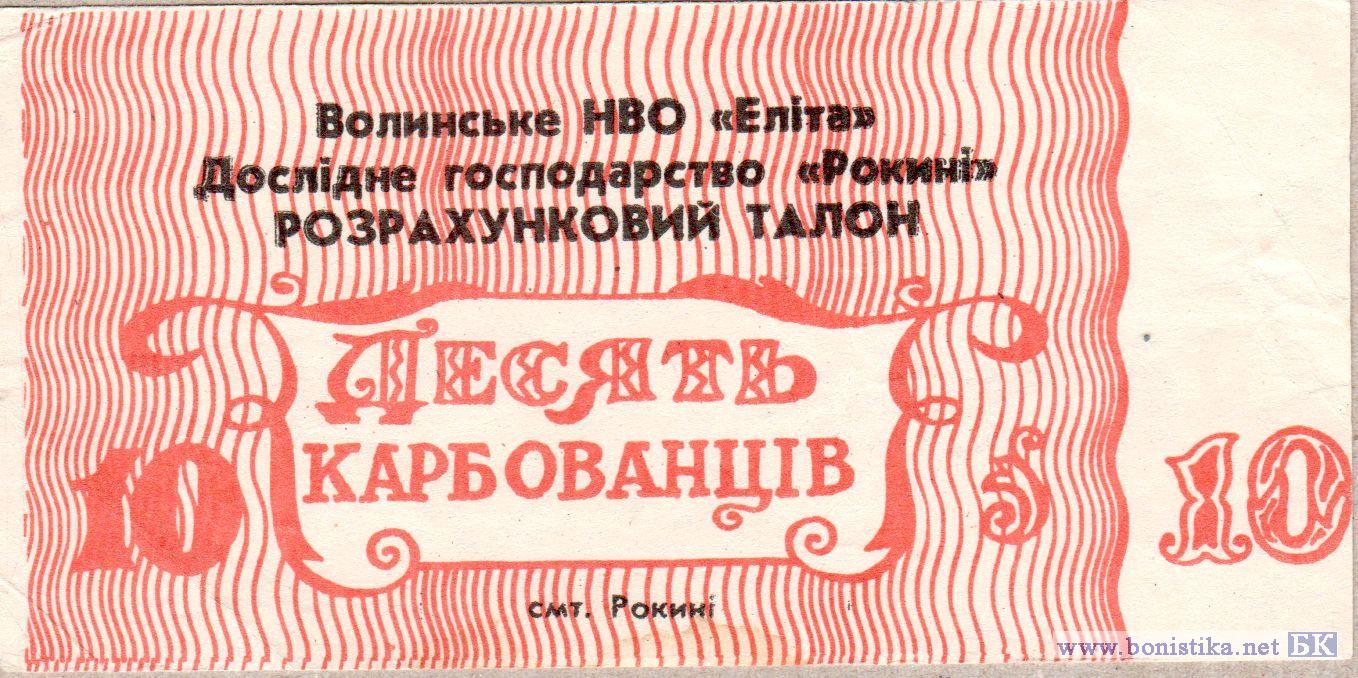 Волинське НВО «Еліта»
Дослідне господарство «Рокині»
РОЗРАХУНКОВИЙ ТАЛОН
ДЕСЯТЬ
КАРБОВАНЦІВ
10
10
смт. Рокині
www.bonistika.net БК